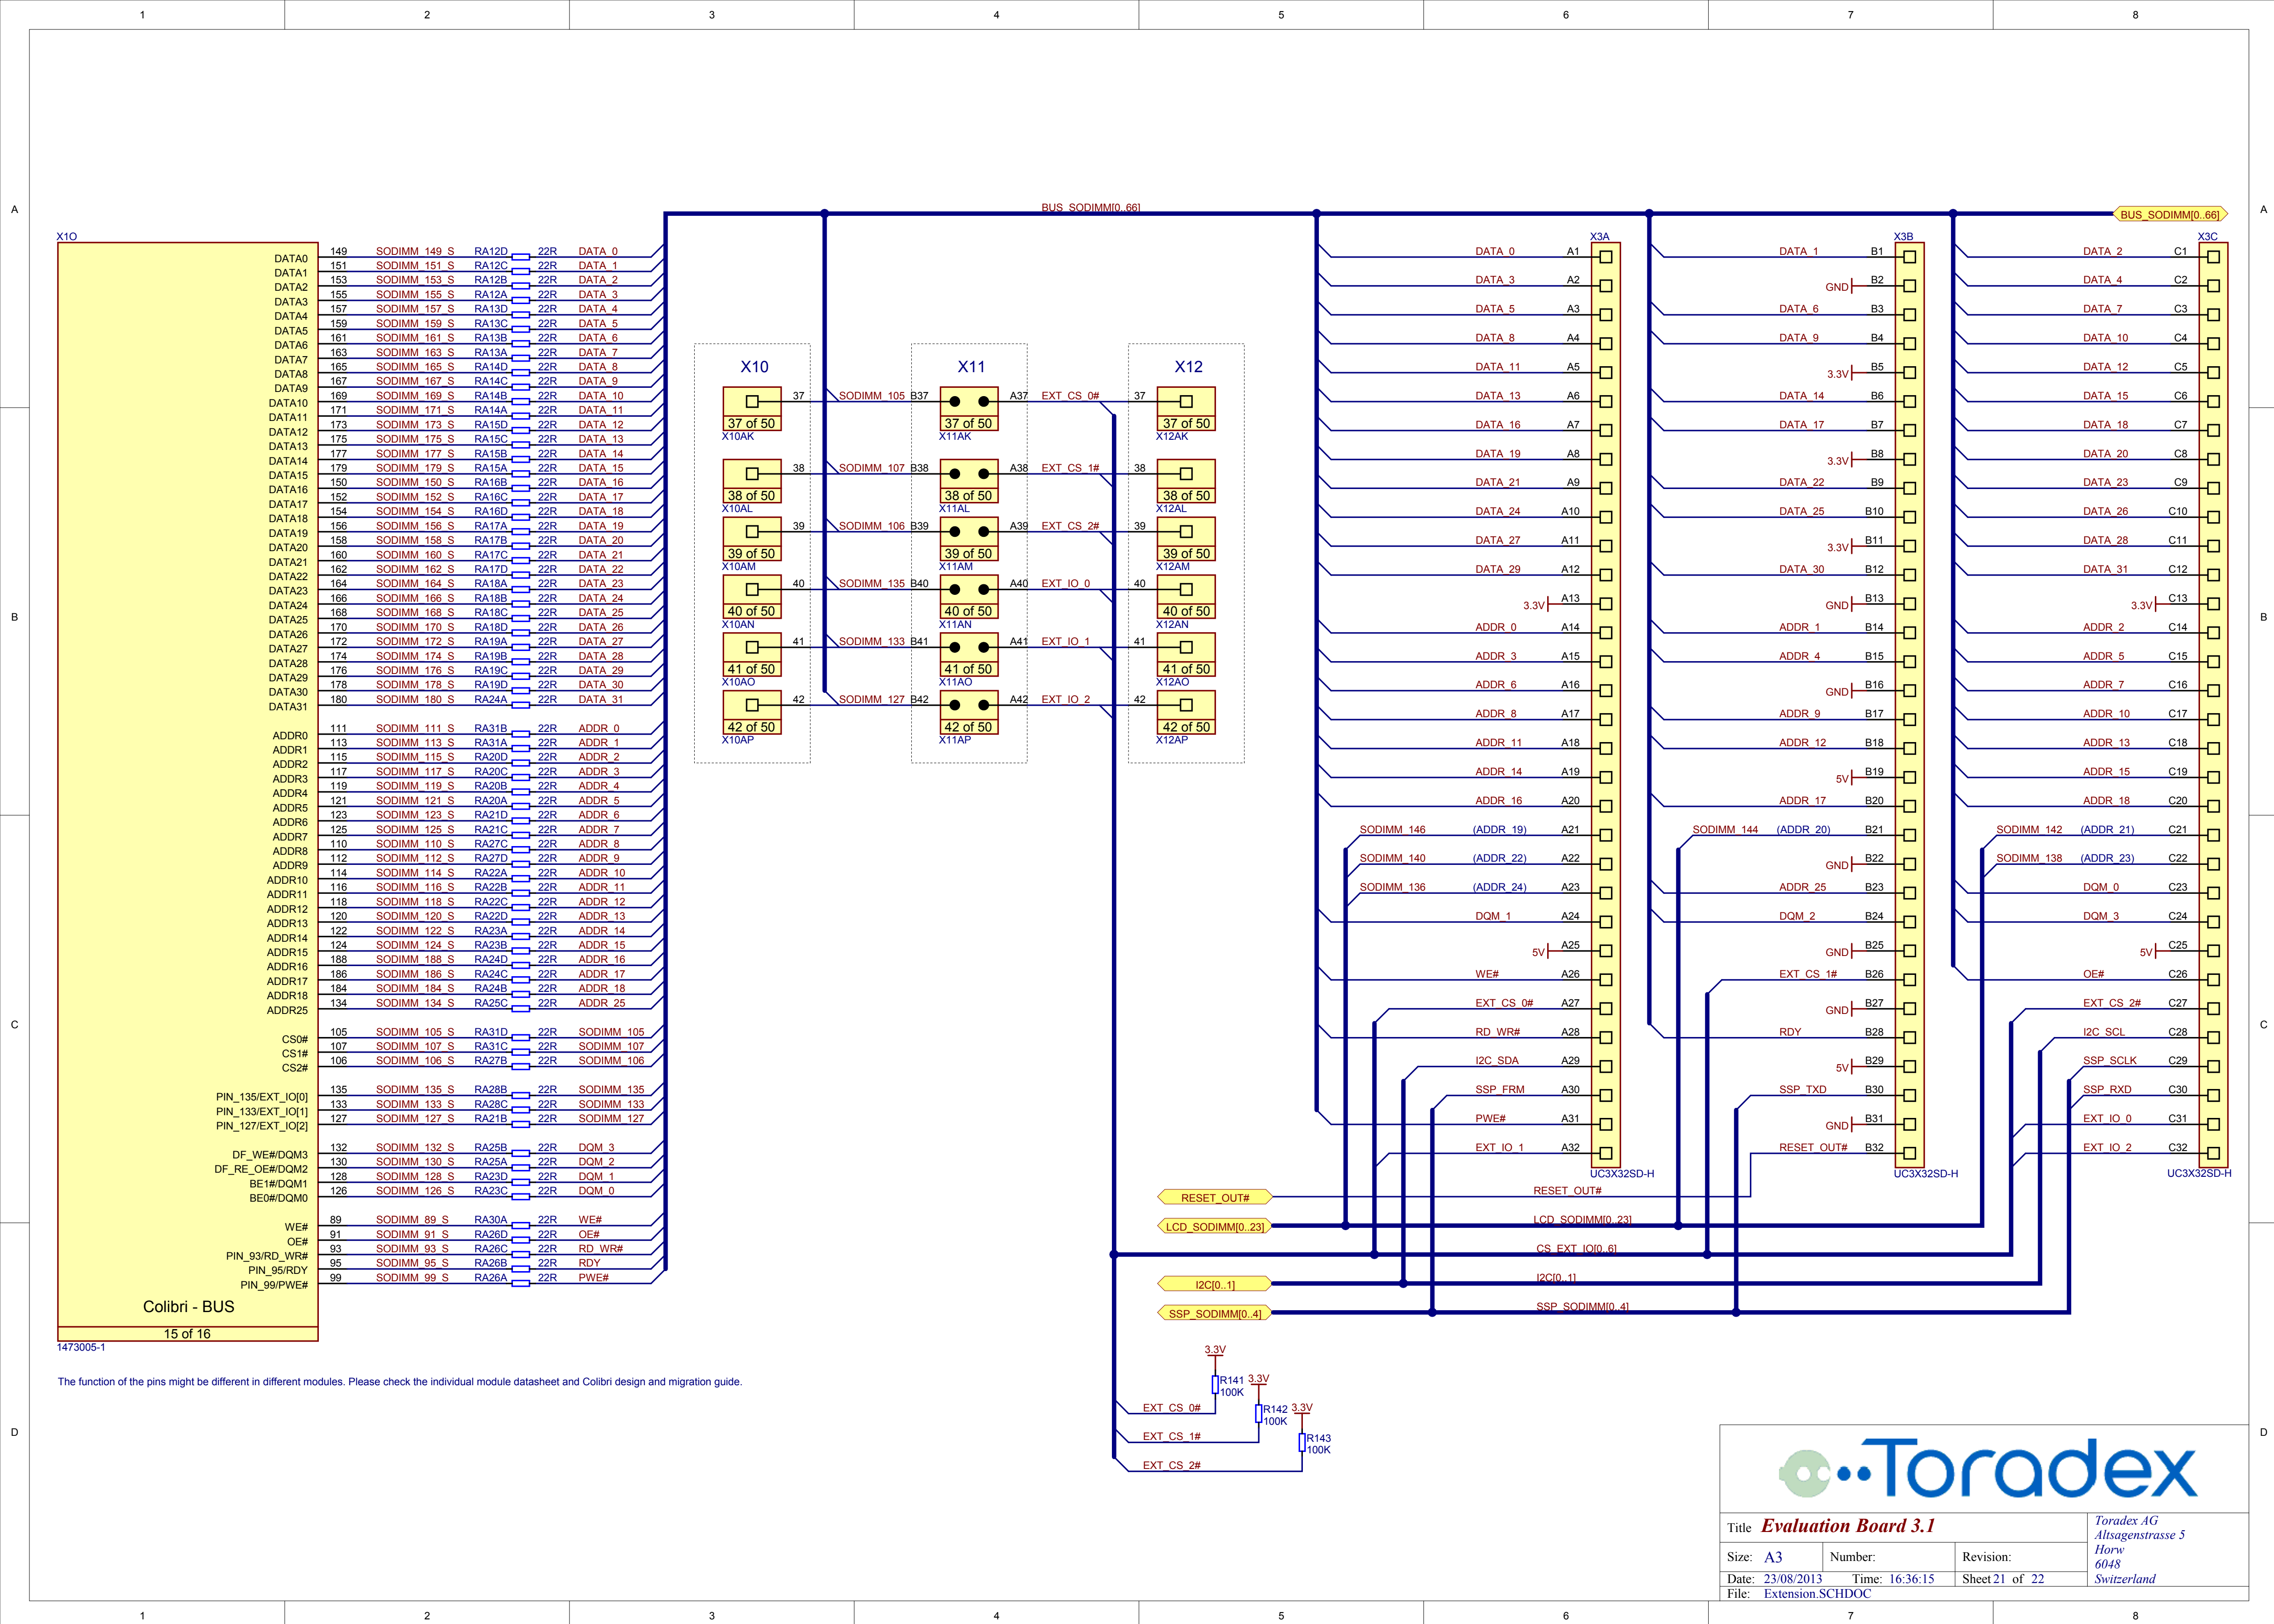 1 2 3 4 5 6 7 8
A A
B B
C C
D D
BUS_SODIMM[0..66]
BUS_SODIMM[0..66]
X1O
DATA0 149 SODIMM_149_S RA12D 22R DATA_0
DATA1 151 SODIMM_151_S RA12C 22R DATA_1
DATA2 153 SODIMM_153_S RA12B 22R DATA_2
DATA3 155 SODIMM_155_S RA12A 22R DATA_3
DATA4 157 SODIMM_157_S RA13D 22R DATA_4
DATA5 159 SODIMM_159_S RA13C 22R DATA_5
DATA6 161 SODIMM_161_S RA13B 22R DATA_6
DATA7 163 SODIMM_163_S RA13A 22R DATA_7
DATA8 165 SODIMM_165_S RA14D 22R DATA_8
DATA9 167 SODIMM_167_S RA14C 22R DATA_9
DATA10 169 SODIMM_169_S RA14B 22R DATA_10
DATA11 171 SODIMM_171_S RA14A 22R DATA_11
DATA12 173 SODIMM_173_S RA15D 22R DATA_12
DATA13 175 SODIMM_175_S RA15C 22R DATA_13
DATA14 177 SODIMM_177_S RA15B 22R DATA_14
DATA15 179 SODIMM_179_S RA15A 22R DATA_15
DATA16 150 SODIMM_150_S RA16B 22R DATA_16
DATA17 152 SODIMM_152_S RA16C 22R DATA_17
DATA18 154 SODIMM_154_S RA16D 22R DATA_18
DATA19 156 SODIMM_156_S RA17A 22R DATA_19
DATA20 158 SODIMM_158_S RA17B 22R DATA_20
DATA21 160 SODIMM_160_S RA17C 22R DATA_21
DATA22 162 SODIMM_162_S RA17D 22R DATA_22
DATA23 164 SODIMM_164_S RA18A 22R DATA_23
DATA24 166 SODIMM_166_S RA18B 22R DATA_24
DATA25 168 SODIMM_168_S RA18C 22R DATA_25
DATA26 170 SODIMM_170_S RA18D 22R DATA_26
DATA27 172 SODIMM_172_S RA19A 22R DATA_27
DATA28 174 SODIMM_174_S RA19B 22R DATA_28
DATA29 176 SODIMM_176_S RA19C 22R DATA_29
DATA30 178 SODIMM_178_S RA19D 22R DATA_30
DATA31 180 SODIMM_180_S RA24A 22R DATA_31
ADDR0 111 SODIMM_111_S RA31B 22R ADDR_0
ADDR1 113 SODIMM_113_S RA31A 22R ADDR_1
ADDR2 115 SODIMM_115_S RA20D 22R ADDR_2
ADDR3 117 SODIMM_117_S RA20C 22R ADDR_3
ADDR4 119 SODIMM_119_S RA20B 22R ADDR_4
ADDR5 121 SODIMM_121_S RA20A 22R ADDR_5
ADDR6 123 SODIMM_123_S RA21D 22R ADDR_6
ADDR7 125 SODIMM_125_S RA21C 22R ADDR_7
ADDR8 110 SODIMM_110_S RA27C 22R ADDR_8
ADDR9 112 SODIMM_112_S RA27D 22R ADDR_9
ADDR10 114 SODIMM_114_S RA22A 22R ADDR_10
ADDR11 116 SODIMM_116_S RA22B 22R ADDR_11
ADDR12 118 SODIMM_118_S RA22C 22R ADDR_12
ADDR13 120 SODIMM_120_S RA22D 22R ADDR_13
ADDR14 122 SODIMM_122_S RA23A 22R ADDR_14
ADDR15 124 SODIMM_124_S RA23B 22R ADDR_15
ADDR16 188 SODIMM_188_S RA24D 22R ADDR_16
ADDR17 186 SODIMM_186_S RA24C 22R ADDR_17
ADDR18 184 SODIMM_184_S RA24B 22R ADDR_18
ADDR25 134 SODIMM_134_S RA25C 22R ADDR_25
CS0# 105 SODIMM_105_S RA31D 22R SODIMM_105
CS1# 107 SODIMM_107_S RA31C 22R SODIMM_107
CS2# 106 SODIMM_106_S RA27B 22R SODIMM_106
PIN_135/EXT_IO[0] 135 SODIMM_135_S RA28B 22R SODIMM_135
PIN_133/EXT_IO[1] 133 SODIMM_133_S RA28C 22R SODIMM_133
PIN_127/EXT_IO[2] 127 SODIMM_127_S RA21B 22R SODIMM_127
DF_WE#/DQM3 132 SODIMM_132_S RA25B 22R DQM_3
DF_RE_OE#/DQM2 130 SODIMM_130_S RA25A 22R DQM_2
BE1#/DQM1 128 SODIMM_128_S RA23D 22R DQM_1
BE0#/DQM0 126 SODIMM_126_S RA23C 22R DQM_0
WE# 89 SODIMM_89_S RA30A 22R WE#
OE# 91 SODIMM_91_S RA26D 22R OE#
PIN_93/RD_WR# 93 SODIMM_93_S RA26C 22R RD_WR#
PIN_95/RDY 95 SODIMM_95_S RA26B 22R RDY
PIN_99/PWE# 99 SODIMM_99_S RA26A 22R PWE#
Colibri - BUS
15 of 16
1473005-1
The function of the pins might be different in different modules. Please check the individual module datasheet and Colibri design and migration guide.
X10 X11 X12
37 SODIMM_105 B37 A37 EXT_CS_0# 37
37 of 50 37 of 50 37 of 50
X10AK X11AK X12AK
38 SODIMM_107 B38 A38 EXT_CS_1# 38
38 of 50 38 of 50 38 of 50
X10AL X11AL X12AL
39 SODIMM_106 B39 A39 EXT_CS_2# 39
39 of 50 39 of 50 39 of 50
X10AM X11AM X12AM
40 SODIMM_135 B40 A40 EXT_IO_0 40
40 of 50 40 of 50 40 of 50
X10AN X11AN X12AN
41 SODIMM_133 B41 A41 EXT_IO_1 41
41 of 50 41 of 50 41 of 50
X10AO X11AO X12AO
42 SODIMM_127 B42 A42 EXT_IO_2 42
42 of 50 42 of 50 42 of 50
X10AP X11AP X12AP
X3A X3B X3C
DATA_0 A1 DATA_1 B1 DATA_2 C1
DATA_3 A2 GND B2 DATA_4 C2
DATA_5 A3 DATA_6 B3 DATA_7 C3
DATA_8 A4 DATA_9 B4 DATA_10 C4
DATA_11 A5 3.3V B5 DATA_12 C5
DATA_13 A6 DATA_14 B6 DATA_15 C6
DATA_16 A7 DATA_17 B7 DATA_18 C7
DATA_19 A8 3.3V B8 DATA_20 C8
DATA_21 A9 DATA_22 B9 DATA_23 C9
DATA_24 A10 DATA_25 B10 DATA_26 C10
DATA_27 A11 3.3V B11 DATA_28 C11
DATA_29 A12 DATA_30 B12 DATA_31 C12
3.3V A13 GND B13 3.3V C13
ADDR_0 A14 ADDR_1 B14 ADDR_2 C14
ADDR_3 A15 ADDR_4 B15 ADDR_5 C15
ADDR_6 A16 GND B16 ADDR_7 C16
ADDR_8 A17 ADDR_9 B17 ADDR_10 C17
ADDR_11 A18 ADDR_12 B18 ADDR_13 C18
ADDR_14 A19 5V B19 ADDR_15 C19
ADDR_16 A20 ADDR_17 B20 ADDR_18 C20
SODIMM_146 (ADDR_19) A21 SODIMM_144 (ADDR_20) B21 SODIMM_142 (ADDR_21) C21
SODIMM_140 (ADDR_22) A22 GND B22 SODIMM_138 (ADDR_23) C22
SODIMM_136 (ADDR_24) A23 ADDR_25 B23 DQM_0 C23
DQM_1 A24 DQM_2 B24 DQM_3 C24
5V A25 GND B25 5V C25
WE# A26 EXT_CS_1# B26 OE# C26
EXT_CS_0# A27 GND B27 EXT_CS_2# C27
RD_WR# A28 RDY B28 I2C_SCL C28
I2C_SDA A29 5V B29 SSP_SCLK C29
SSP_FRM A30 SSP_TXD B30 SSP_RXD C30
PWE# A31 GND B31 EXT_IO_0 C31
EXT_IO_1 A32 RESET_OUT# B32 EXT_IO_2 C32
UC3X32SD-H UC3X32SD-H UC3X32SD-H
RESET_OUT# RESET_OUT#
LCD_SODIMM[0..23] LCD_SODIMM[0..23]
CS_EXT_IO[0..6]
I2C[0..1] I2C[0..1]
SSP_SODIMM[0..4] SSP_SODIMM[0..4]
3.3V
R141
100K
EXT_CS_0#
3.3V
R142
100K
EXT_CS_1#
3.3V
R143
100K
EXT_CS_2#
Toradex
Title Evaluation Board 3.1
Size: A3 Number: Revision:
Date: 23/08/2013 Time: 16:36:15 Sheet 21 of 22
File: Extension.SCHDOC
Toradex AG
Altsagenstrasse 5
Horw
6048
Switzerland
1 2 3 4 5 6 7 8